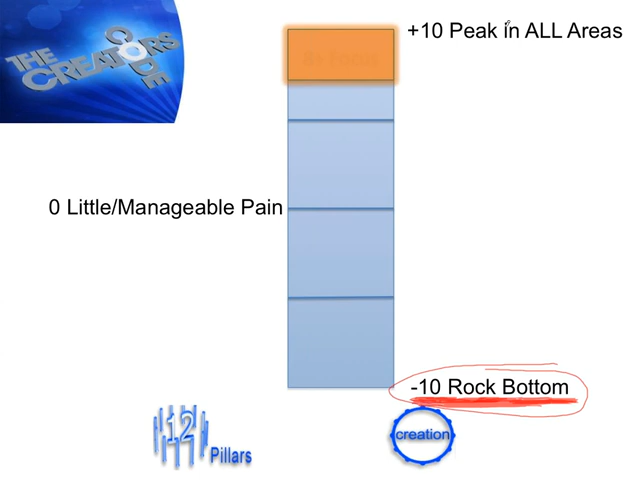 THE
CREATORS
CODE
+10 Peak in ALL Areas
0 Little/Manageable Pain
-10 Rock Bottom
12
Pillars
creation